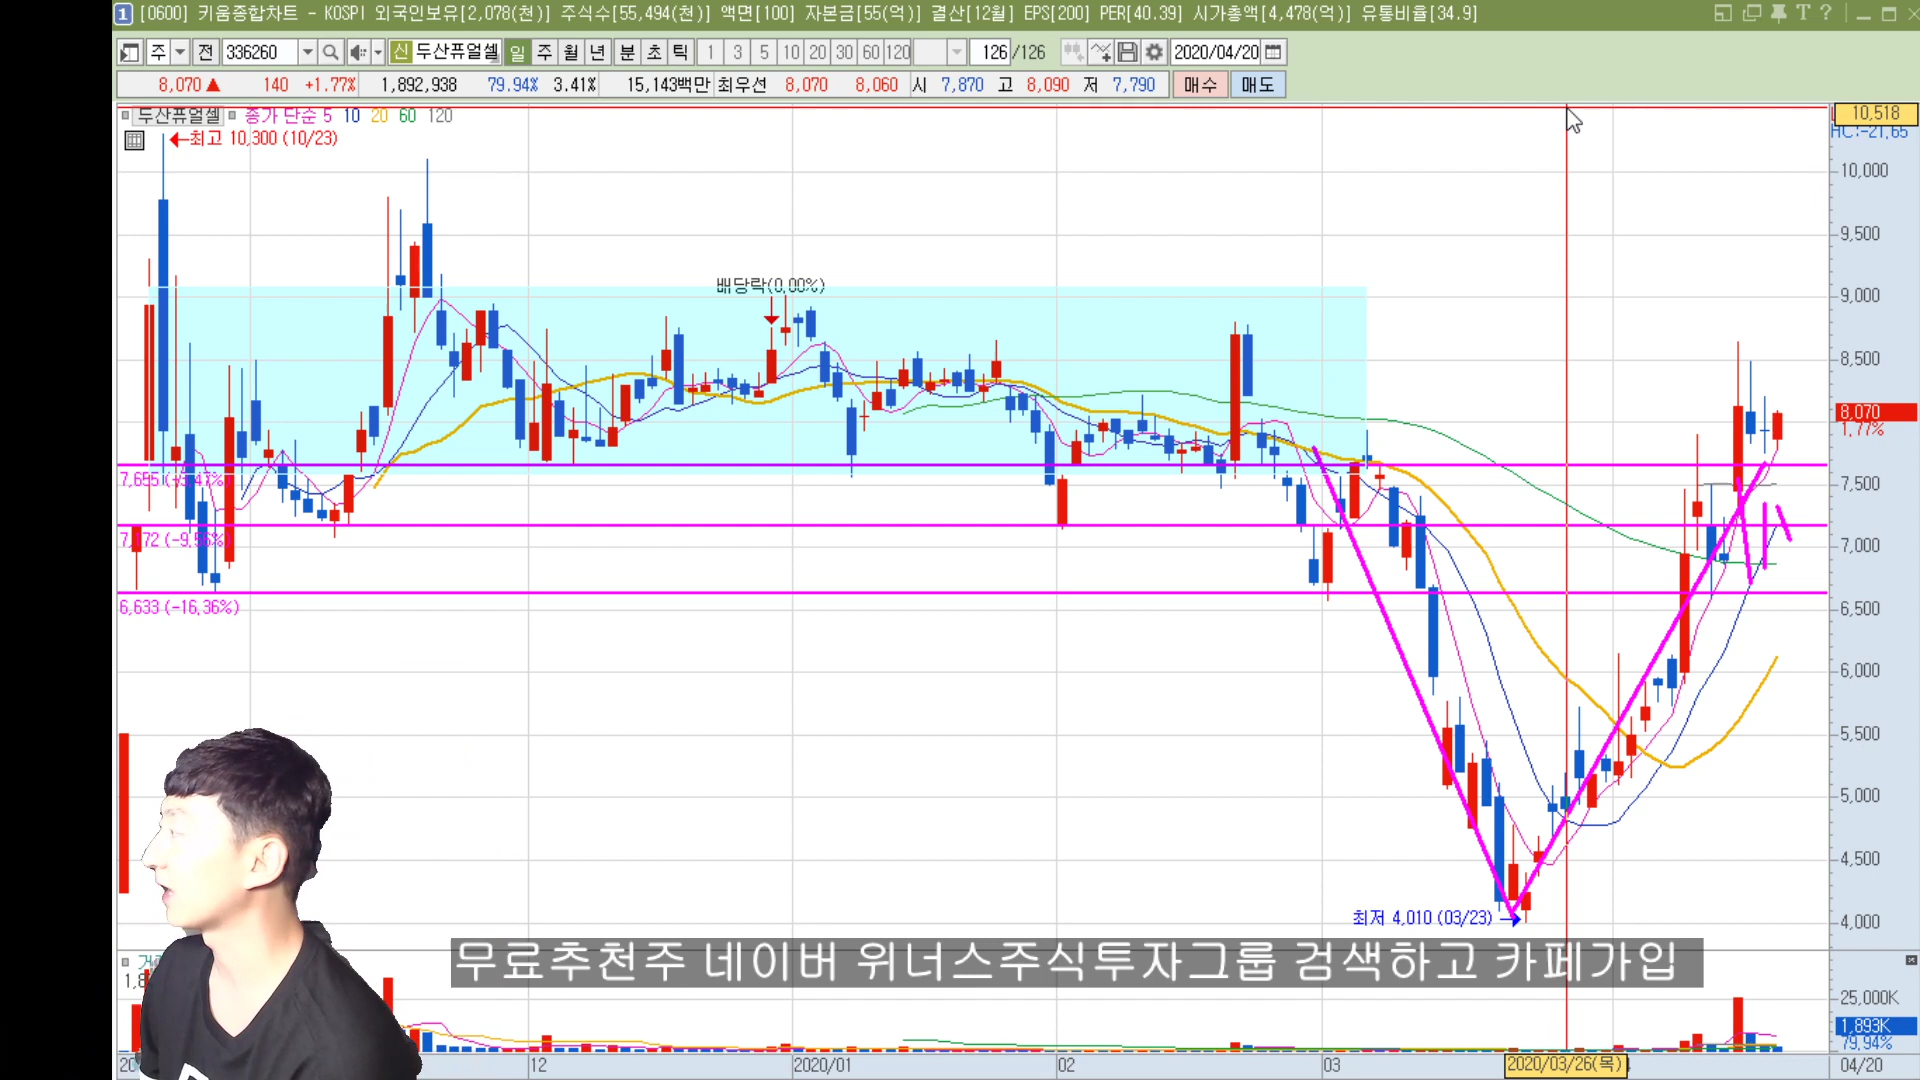 1 [0600] 키움종합차트 - KOSPI 외국인보유[2,078(천)] 주식수[55,494(천)] 액면[100] 자본금[55(억)] 결산[12월] EPS[200] PER[40.39] 시가총액[4,478(억)] 유통비율[34.9]
주 전 336260 신 두산퓨얼셀 일 주 월 년 분 초 틱 1 3 5 10 20 30 60 120 126 /126 2020/04/20
8,070 ▲ 140 +1.77% 1,892,938 79.94% 3.41% 15,143백만 최우선 8,070 8,060 시 7,870 고 8,090 저 7,790 매수 매도
두산퓨얼셀 종가 단순 5 10 20 60 120
10,518
HC:-21,65
←최고 10,300 (10/23)
10,000
9,500
배당락(0,00%)
9,000
8,500
8,070
1,77%
7,655
7,500
7,172 (-9,56%)
7,000
6,633 (-16,36%)
6,500
6,000
5,500
5,000
4,500
최저 4,010 (03/23) →
4,000
무료추천주 네이버 위너스주식투자그룹 검색하고 카페가입
25,000K
1,893K
79,94%
12 2020/01 02 03 2020/03/26(목) 04/20